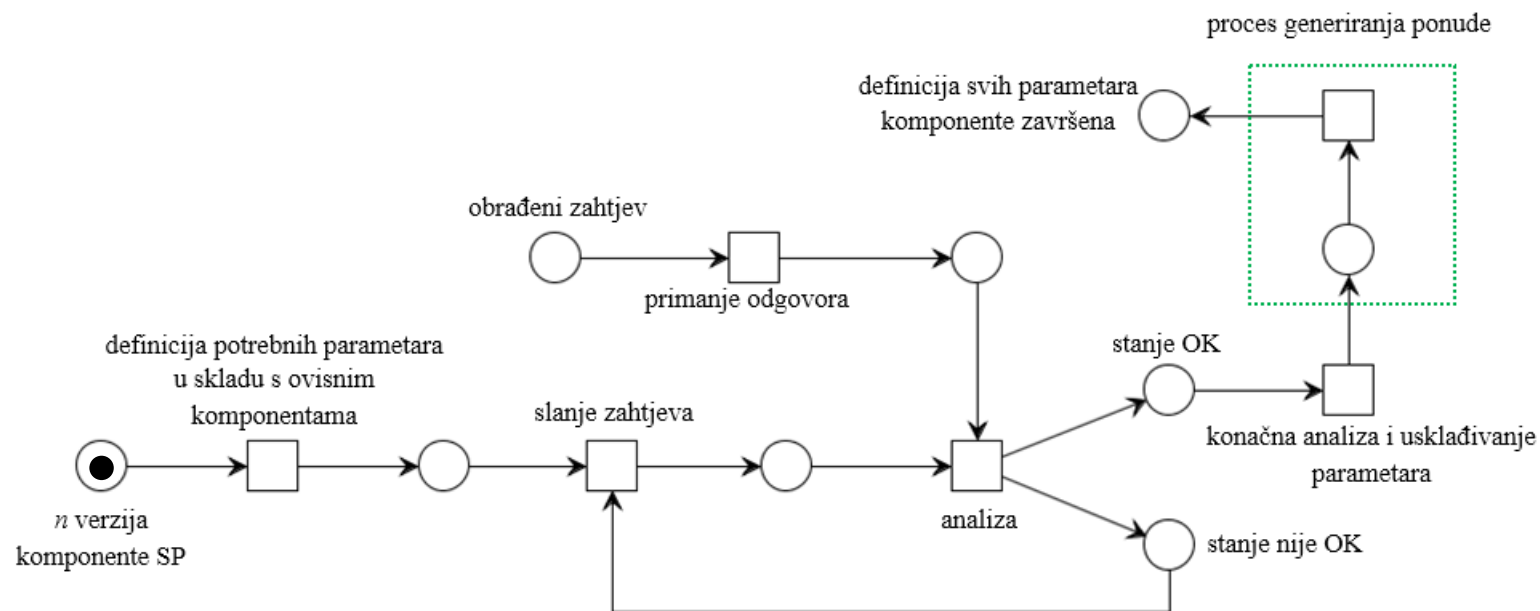 proces generiranja ponude
definicija svih parametara
komponente završena
obrađeni zahtjev
primanje odgovora
definicija potrebnih parametara
u skladu s ovisnim
komponentama
stanje OK
slanje zahtjeva
konačna analiza i usklađivanje
parametara
n verzija
komponente SP
analiza
stanje nije OK